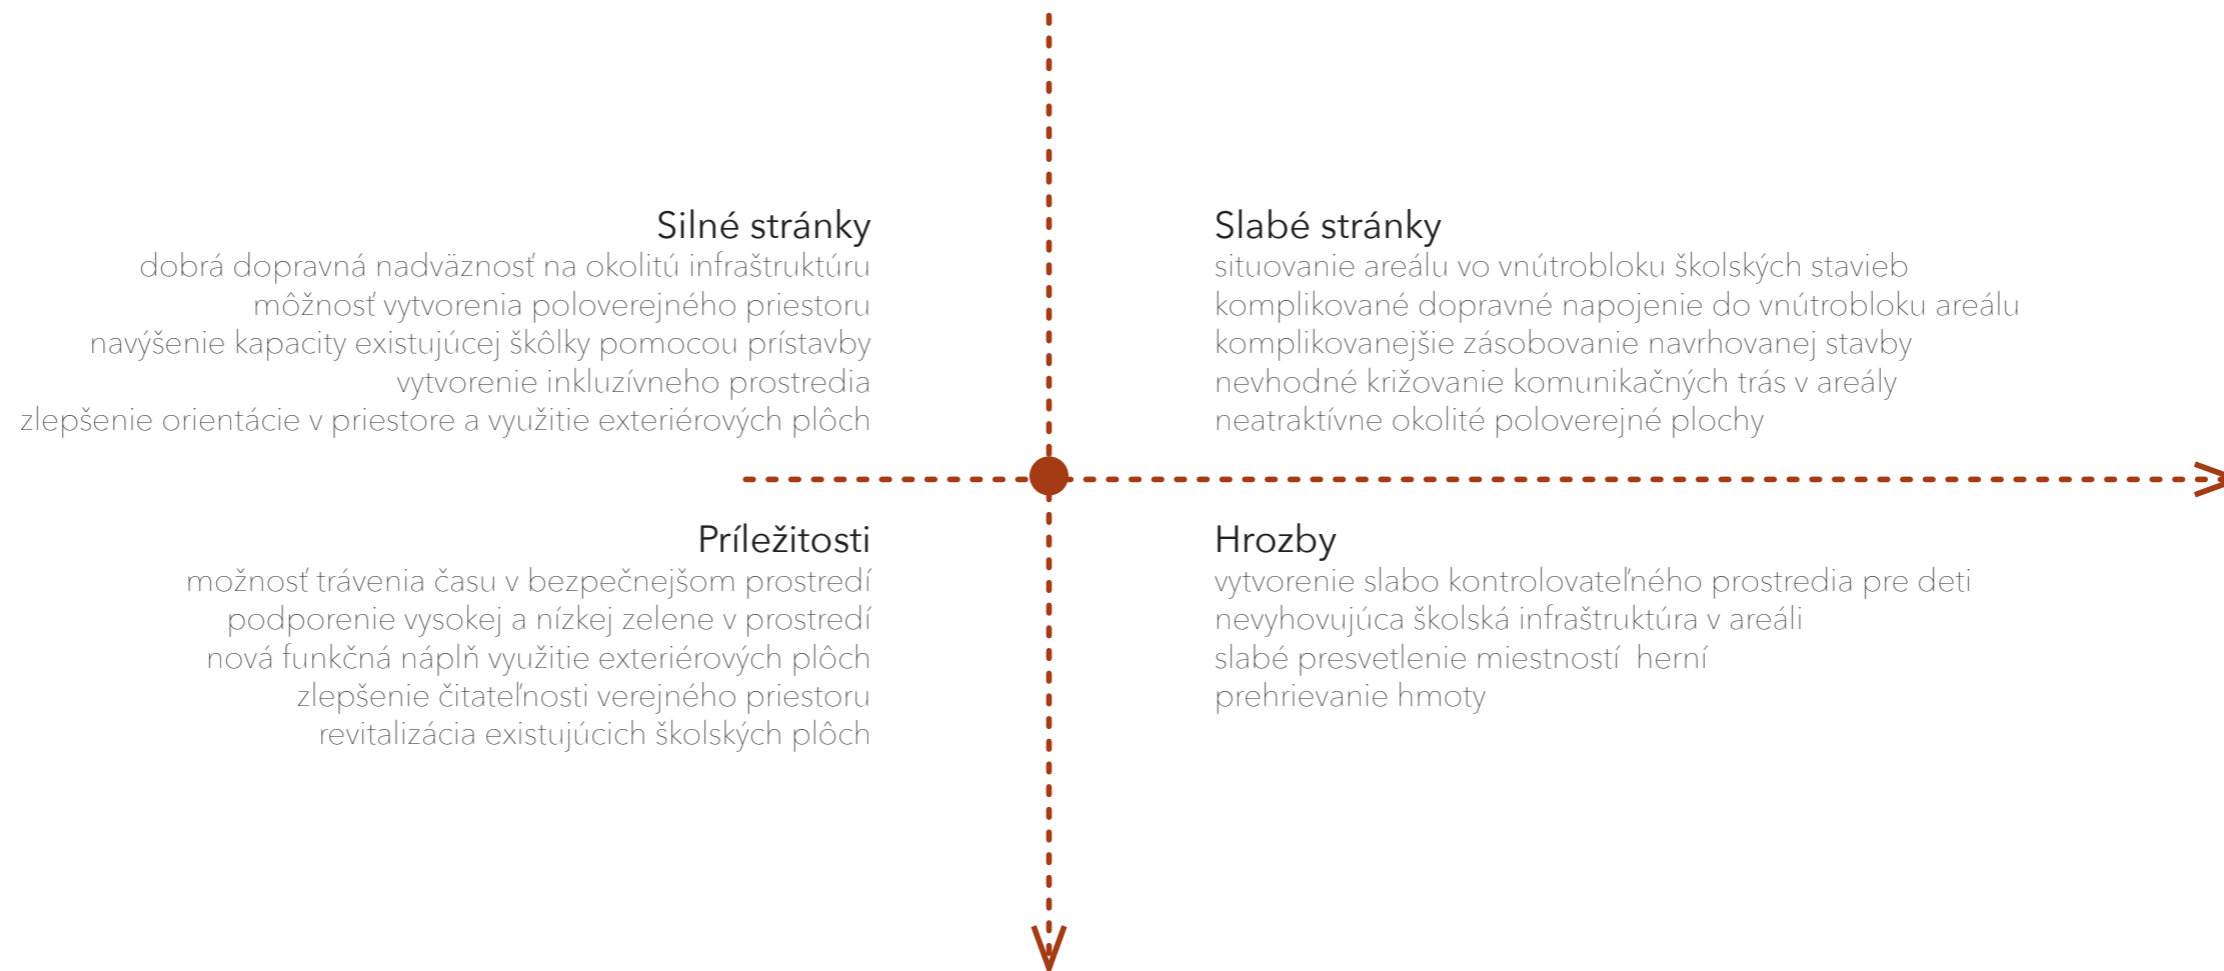 Silné stránky
dobrá dopravná nadväznosť na okolitú infraštruktúru
môžnosť vytvorenia poloverejného priestoru
navýšenie kapacity existujúcej škôlky pomocou prístavby
vytvorenie inkluzívneho prostredia
zlepšenie orientácie v priestore a využitie exteriérových plôch
Slabé stránky
situovanie areálu vo vnútrobloku školských stavieb
komplikované dopravné napojenie do vnútrobloku areálu
komplikovanejšie zásobovanie navrhovanej stavby
nevhodné križovanie komunikačných trás v areály
neatraktívne okolité poloverejné plochy
Príležitosti
možnosť trávenia času v bezpečnejšom prostredí
podporenie vysokej a nízkej zelene v prostredí
nová funkčná náplň využitie exteriérových plôch
zlepšenie čitateľnosti verejného priestoru
revitalizácia existujúcich školských plôch
Hrozby
vytvorenie slabo kontrolovateľného prostredia pre deti
nevyhovujúca školská infraštruktúra v areáli
slabé presvetlenie miestností  herní
prehrievanie hmoty